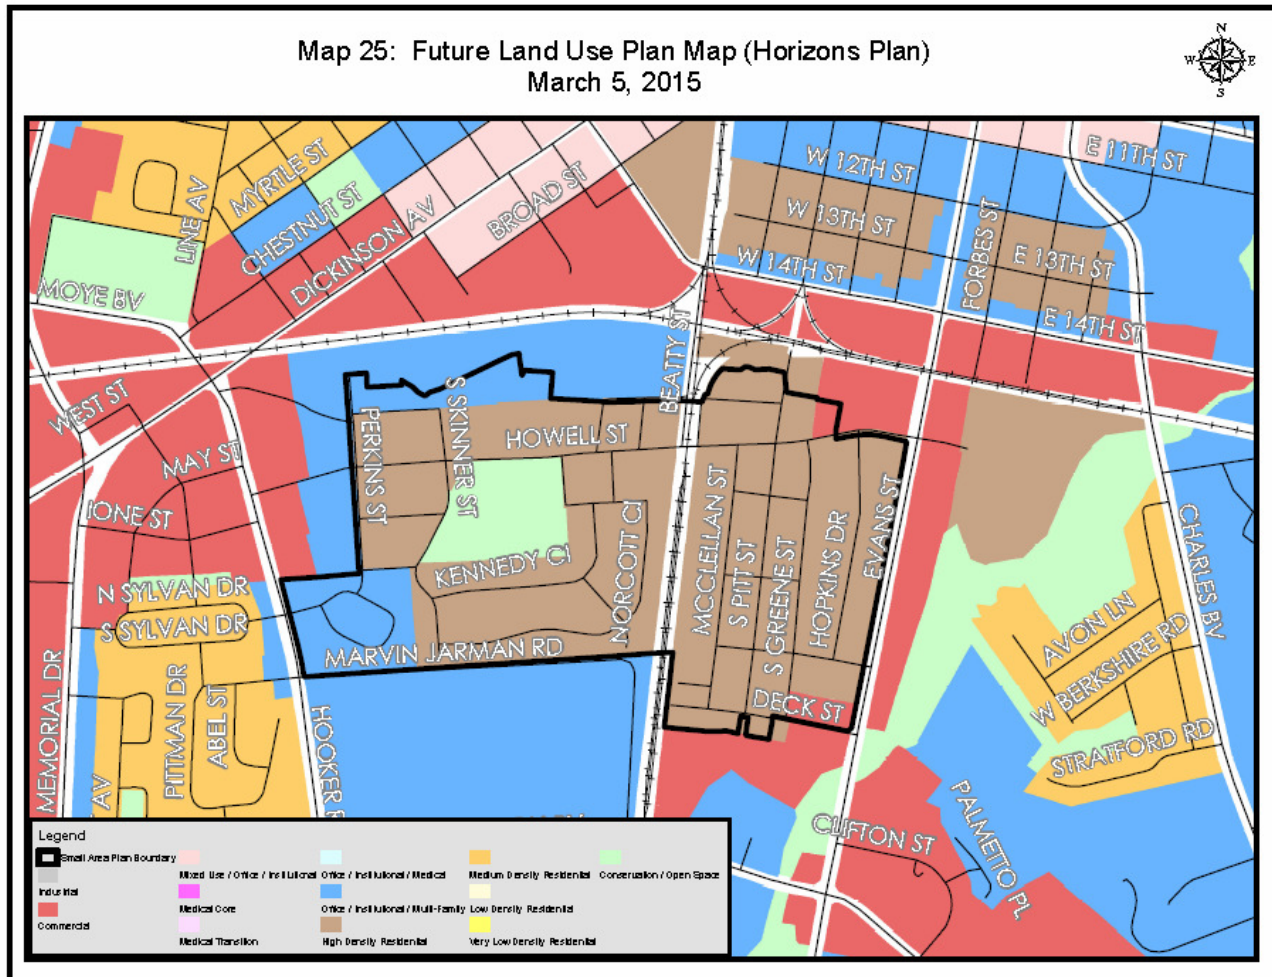 Map 25: Future Land Use Plan Map (Horizons Plan)
March 5, 2015
N
W E
S
E 11TH ST
W 12TH ST
MYRTLE ST
LINE AV
CHESTNUT ST
BROAD ST
W 13TH ST
DICKINSON AV
FORBES ST
E 13TH ST
W 14TH ST
MOYE BV
E 14TH ST
BEATTY ST
WEST ST
S SKINNER ST
PERKINS ST
HOWELL ST
MAY ST
IONE ST
MCCLELLAN ST
S PITT ST
S GREENE ST
HOPKINS DR
EVANS ST
CHARLES BV
KENNEDY CI
NORCOTT CI
N SYLVAN DR
S SYLVAN DR
AVON LN
W BERKSHIRE RD
MARVIN JARMAN RD
MEMORIAL DR
PITTMAN DR
ABEL ST
HOOKER
DECK ST
STRATFORD RD
AV
PALMETTO PL
CLIFTON ST
Legend
Small Area Plan Boundary
Industrial
Commercial
Mixed Use / Office / Institutional
Medical Core
Medical Transition
Office / Institutional / Medical
Office / Institutional / Multi-Family
High Density Residential
Medium Density Residential
Low Density Residential
Very Low Density Residential
Conservation / Open Space